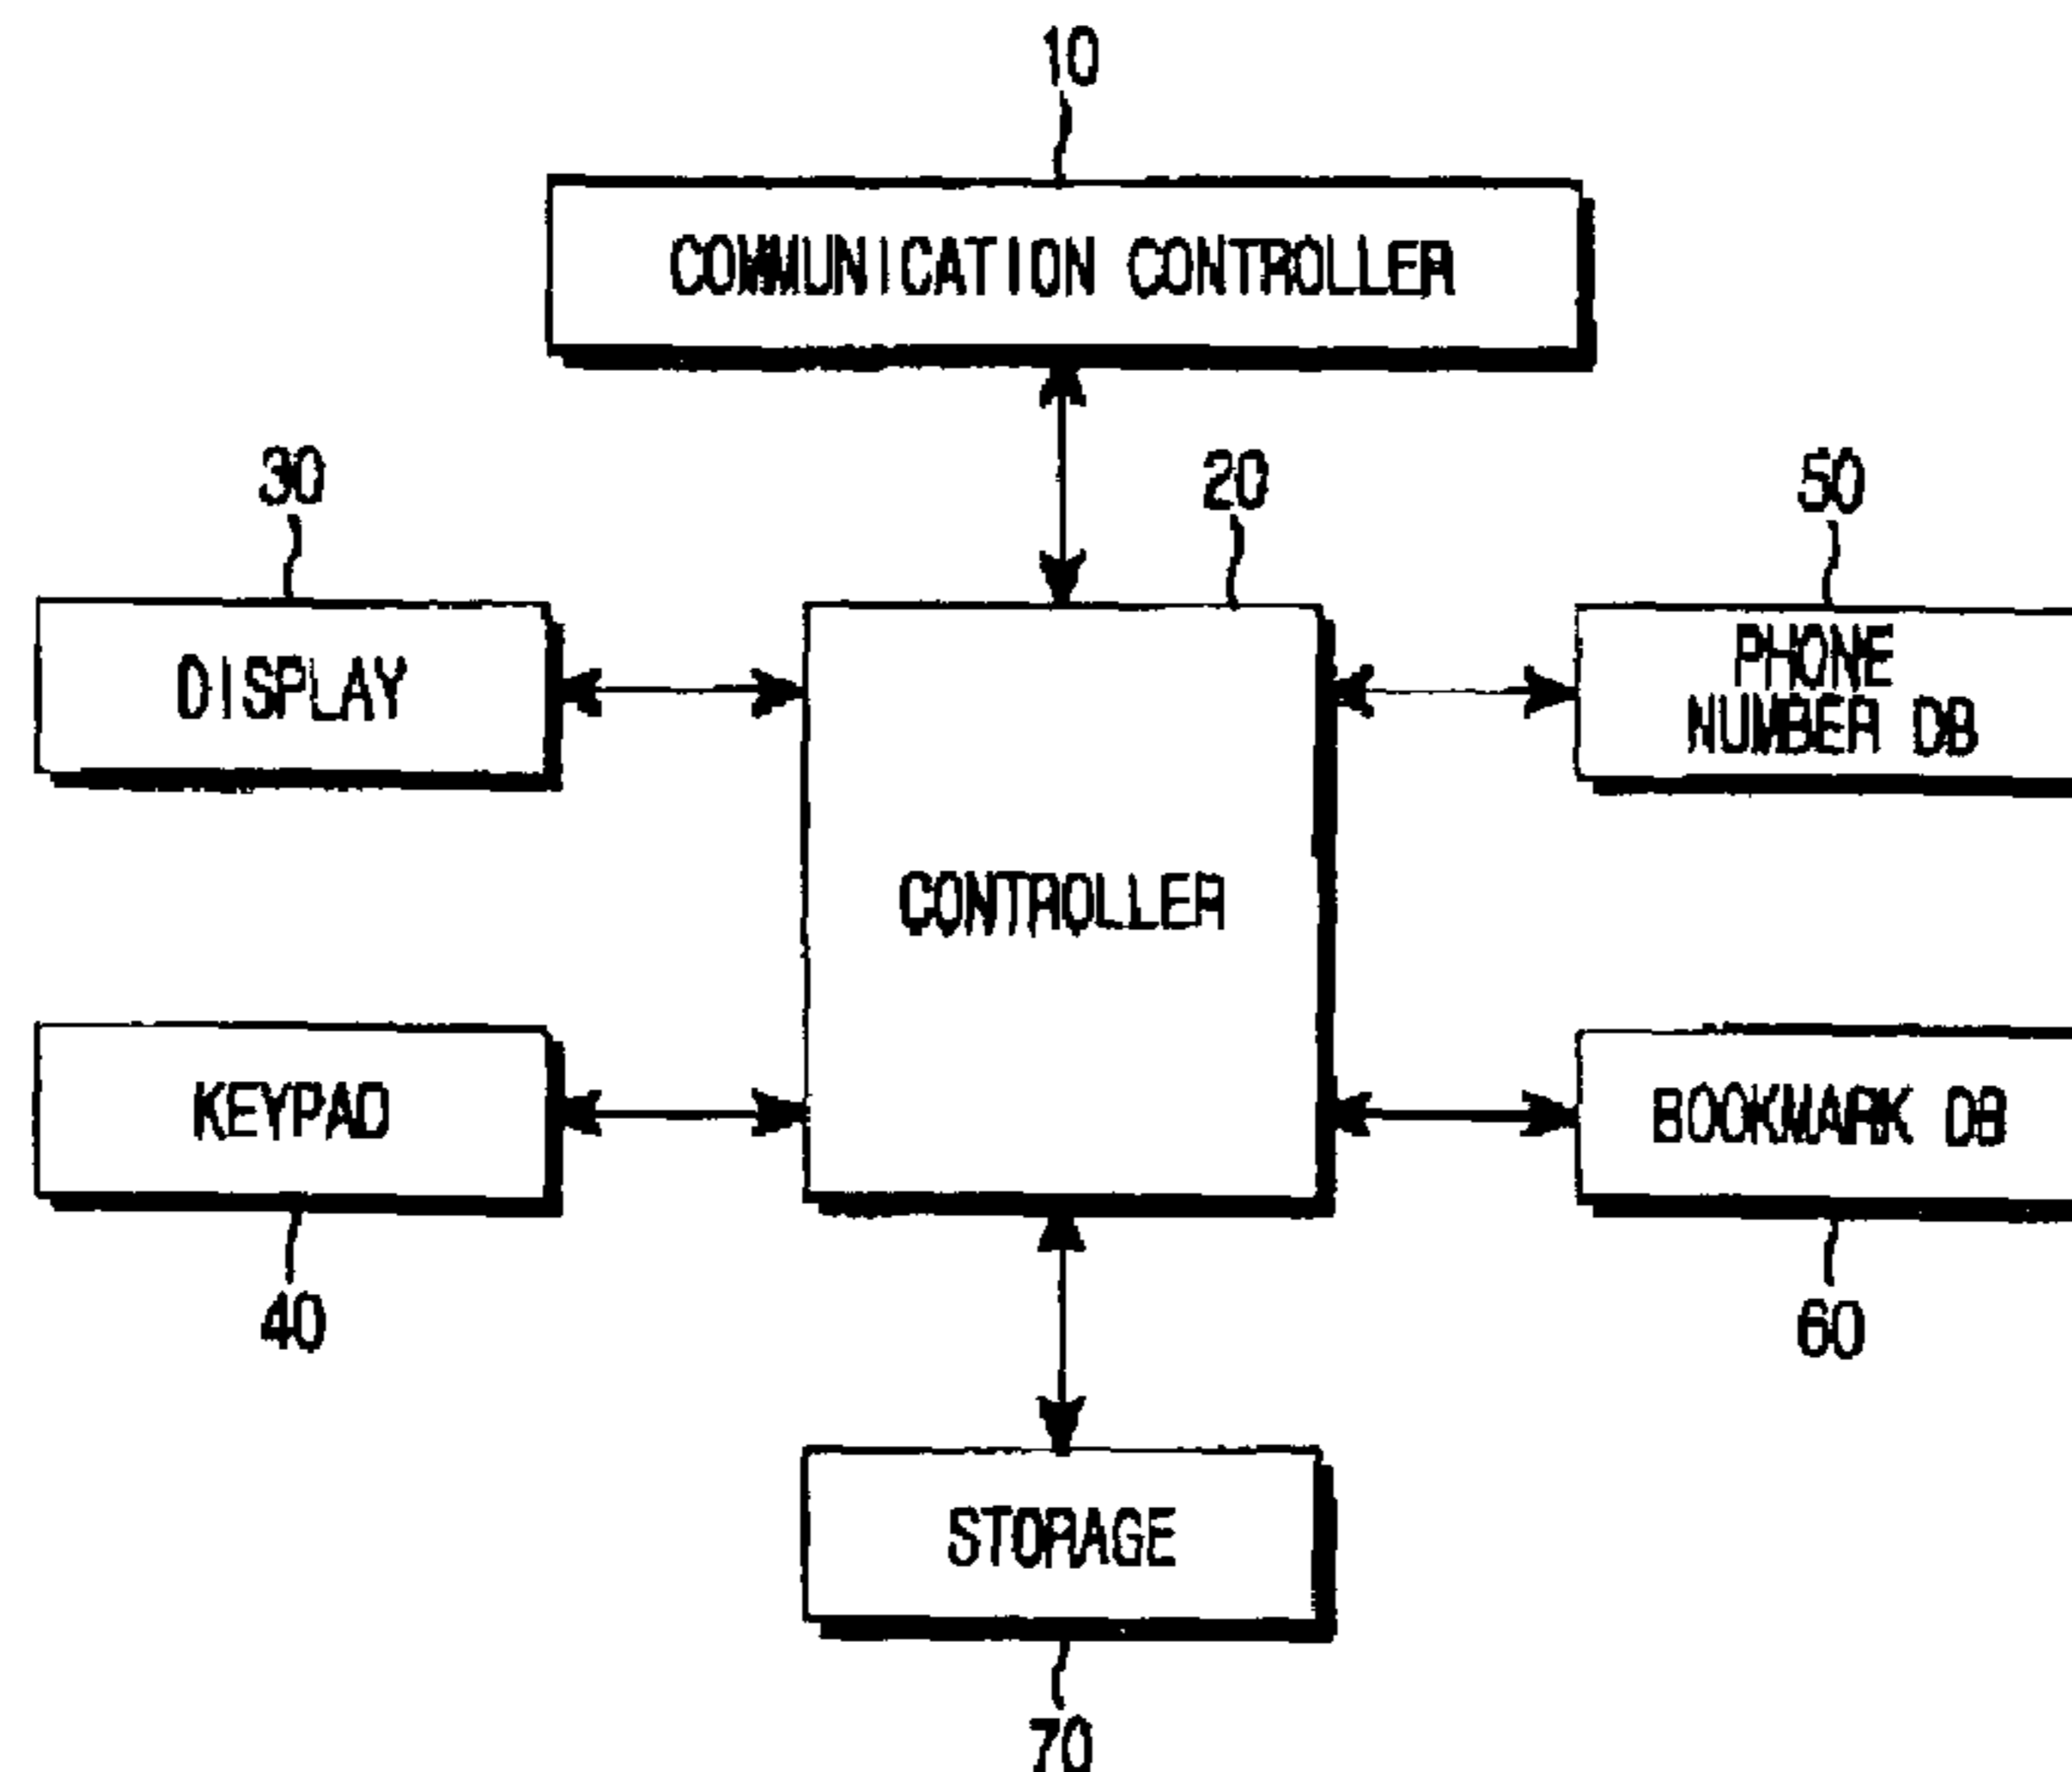 10
COMMUNICATION CONTROLLER
30
20
50
DISPLAY
PHONE
NUMBER DB
CONTROLLER
KEYPAD
BOOKMARK DB
40
60
STORAGE
70